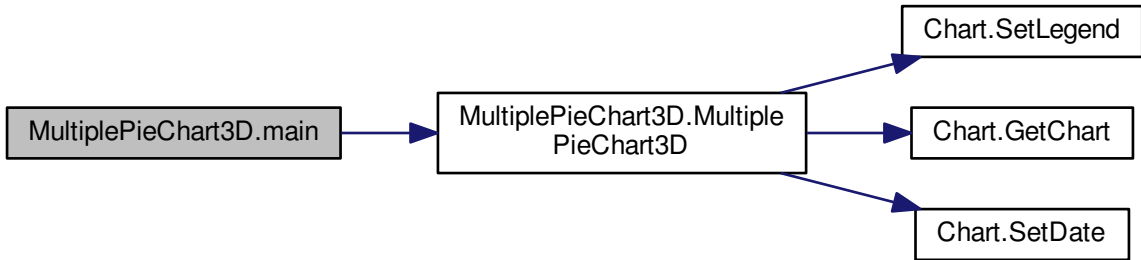 Chart.SetLegend
MultiplePieChart3D.main
MultiplePieChart3D.Multiple
PieChart3D
Chart.GetChart
Chart.SetDate